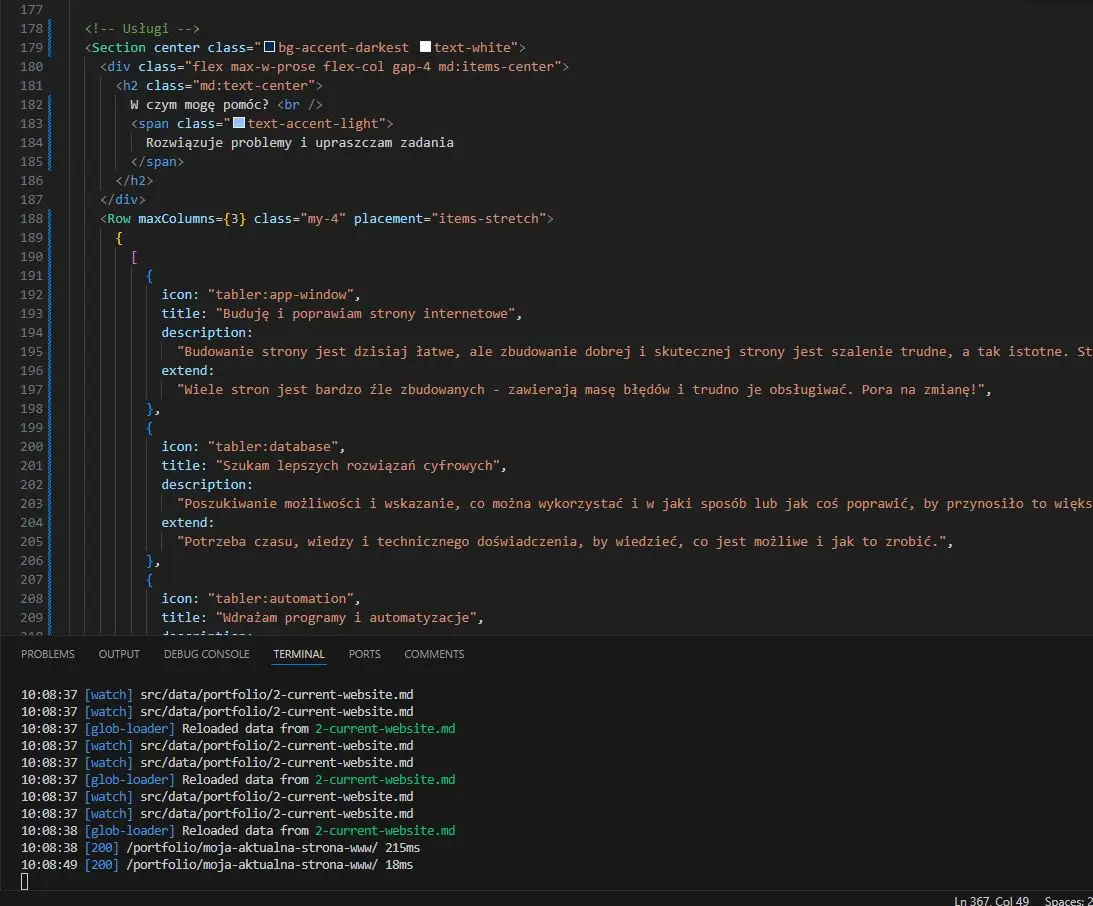 177
178 <!-- Usługi -->
179 <Section center class="bg-accent-darkest text-white">
180 <div class="flex max-w-prose flex-col gap-4 md:items-center">
181 <h2 class="md:text-center">
182 W czym mogę pomóc? <br />
183 <span class="text-accent-light">
184 Rozwiązuje problemy i upraszczam zadania
185 </span>
186 </h2>
187 </div>
188 <Row maxColumns={3} class="my-4" placement="items-stretch">
189 {
190 [
191 {
192 icon: "tabler:app-window",
193 title: "Buduję i poprawiam strony internetowe",
194 description:
195 "Budowanie strony jest dzisiaj łatwe, ale zbudowanie dobrej i skutecznej strony jest szalenie trudne, a tak istotne. St
196 extend:
197 "Wiele stron jest bardzo źle zbudowanych - zawierają masę błędów i trudno je obsługiwać. Pora na zmianę!",
198 },
199 {
200 icon: "tabler:database",
201 title: "Szukam lepszych rozwiązań cyfrowych",
202 description:
203 "Poszukiwanie możliwości i wskazanie, co można wykorzystać i w jaki sposób lub jak coś poprawić, by przynosiło to więks
204 extend:
205 "Potrzeba czasu, wiedzy i technicznego doświadczenia, by wiedzieć, co jest możliwe i jak to zrobić.",
206 },
207 {
208 icon: "tabler:automation",
209 title: "Wdrażam programy i automatyzacje",
210 description:
PROBLEMS OUTPUT DEBUG CONSOLE TERMINAL PORTS COMMENTS
10:08:37 [watch] src/data/portfolio/2-current-website.md
10:08:37 [watch] src/data/portfolio/2-current-website.md
10:08:37 [glob-loader] Reloaded data from 2-current-website.md
10:08:37 [watch] src/data/portfolio/2-current-website.md
10:08:37 [watch] src/data/portfolio/2-current-website.md
10:08:37 [glob-loader] Reloaded data from 2-current-website.md
10:08:37 [watch] src/data/portfolio/2-current-website.md
10:08:37 [watch] src/data/portfolio/2-current-website.md
10:08:38 [glob-loader] Reloaded data from 2-current-website.md
10:08:38 [200] /portfolio/moja-aktualna-strona-www/ 215ms
10:08:49 [200] /portfolio/moja-aktualna-strona-www/ 18ms
Ln 367, Col 49 Spaces: 2